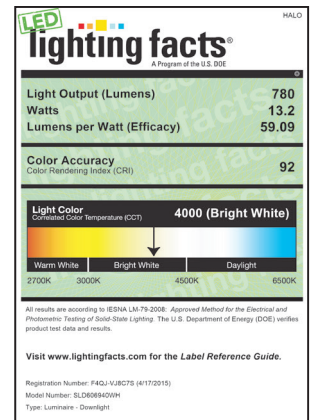 HALO
LED
lighting facts®
A Program of the U.S. DOE
Light Output (Lumens) 780
Watts 13.2
Lumens per Watt (Efficacy) 59.09
Color Accuracy
Color Rendering Index (CRI) 92
Light Color
Correlated Color Temperature (CCT) 4000 (Bright White)
Warm White Bright White Daylight
2700K 3000K 4500K 6500K
All results are according to IESNA LM-79-2008: Approved Method for the Electrical and
Photometric Testing of Solid-State Lighting. The U.S. Department of Energy (DOE) verifies
product test data and results.
Visit www.lightingfacts.com for the Label Reference Guide.
Registration Number: F4QJ-VJ8C7S (4/17/2015)
Model Number: SLD606940WH
Type: Luminaire - Downlight